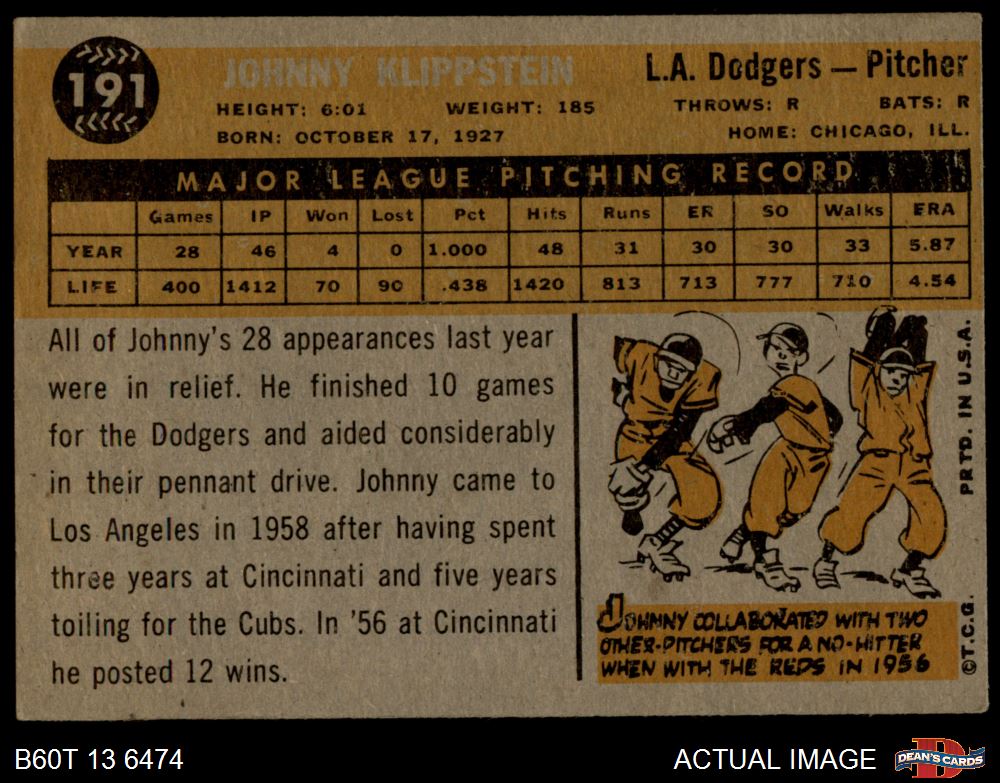 191
JOHNNY KLIPPSTEIN
L.A. Dodgers — Pitcher
HEIGHT: 6:01 WEIGHT: 185 THROWS: R BATS: R
BORN: OCTOBER 17, 1927 HOME: CHICAGO, ILL.
MAJOR LEAGUE PITCHING RECORD
Games IP Won Lost Pct Hits Runs ER SO Walks ERA
YEAR 28 46 4 0 1.000 48 31 30 30 33 5.87
LIFE 400 1412 70 90 .438 1420 813 713 777 710 4.54
All of Johnny's 28 appearances last year
were in relief. He finished 10 games
for the Dodgers and aided considerably
in their pennant drive. Johnny came to
Los Angeles in 1958 after having spent
three years at Cincinnati and five years
toiling for the Cubs. In '56 at Cincinnati
he posted 12 wins.
JOHNNY COLLABORATED WITH TWO
OTHER-PITCHERS FOR A NO-HITTER
WHEN WITH THE REDS IN 1956
©T.C.G. PRTD. IN U.S.A.
B60T 13 6474
ACTUAL IMAGE
D
DEAN'S CARDS